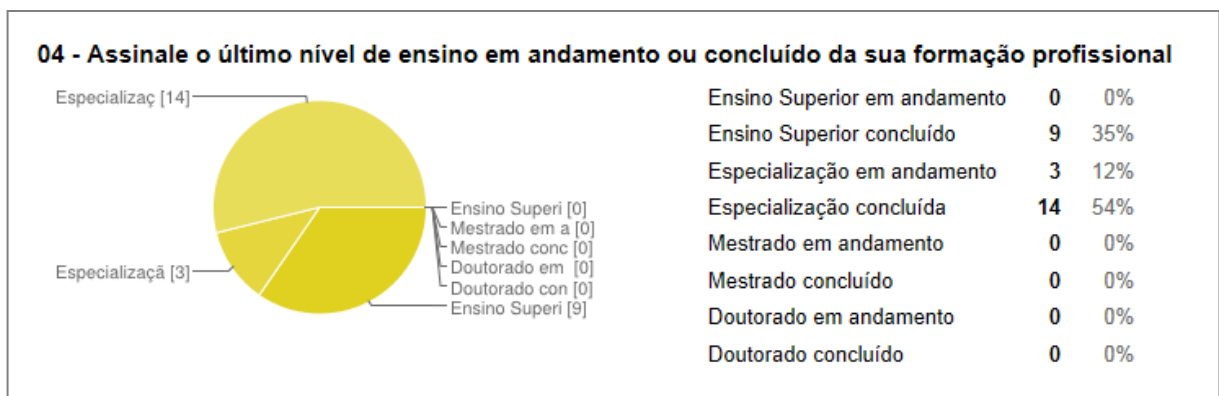 04 - Assinale o último nível de ensino em andamento ou concluído da sua formação profissional
Especializaç [14]
Especializaçã [3]
Ensino Superi [0]
Mestrado em a [0]
Mestrado conc [0]
Doutorado em [0]
Doutorado con [0]
Ensino Superi [9]
Ensino Superior em andamento 0 0%
Ensino Superior concluído 9 35%
Especialização em andamento 3 12%
Especialização concluída 14 54%
Mestrado em andamento 0 0%
Mestrado concluído 0 0%
Doutorado em andamento 0 0%
Doutorado concluído 0 0%